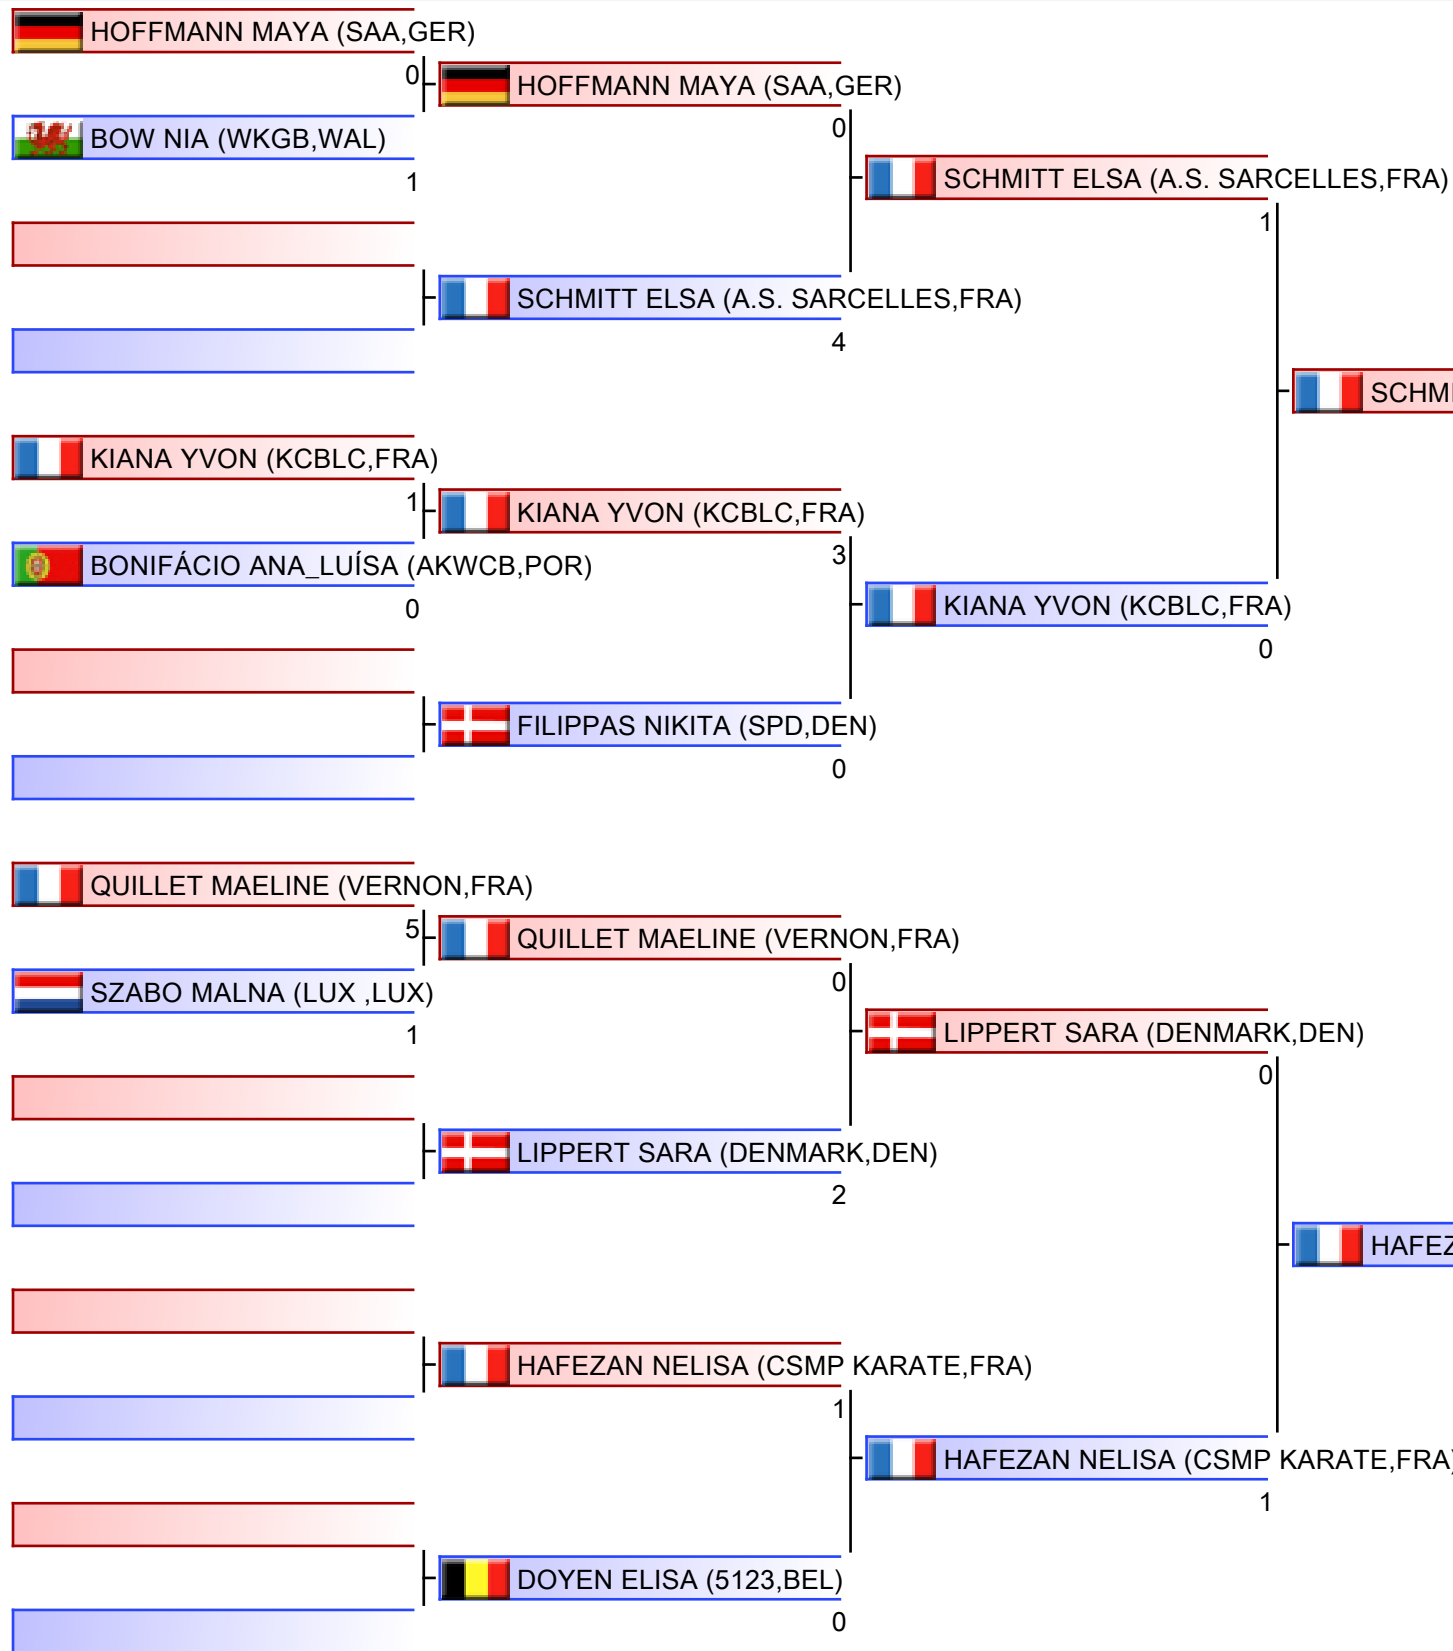 HOFFMANN MAYA (SAA,GER)
0
HOFFMANN MAYA (SAA,GER)
0
BOW NIA (WKGB,WAL)
1
SCHMITT ELSA (A.S. SARCELLES,FRA)
1
SCHMITT ELSA (A.S. SARCELLES,FRA)
4
SCHMI
KIANA YVON (KCBLC,FRA)
1
KIANA YVON (KCBLC,FRA)
3
BONIFÁCIO ANA_LUÍSA (AKWCB,POR)
0
KIANA YVON (KCBLC,FRA)
0
FILIPPAS NIKITA (SPD,DEN)
0
QUILLET MAELINE (VERNON,FRA)
5
QUILLET MAELINE (VERNON,FRA)
0
SZABO MALNA (LUX ,LUX)
1
LIPPERT SARA (DENMARK,DEN)
0
LIPPERT SARA (DENMARK,DEN)
2
HAFEZ
HAFEZAN NELISA (CSMP KARATE,FRA)
1
HAFEZAN NELISA (CSMP KARATE,FRA)
1
DOYEN ELISA (5123,BEL)
0